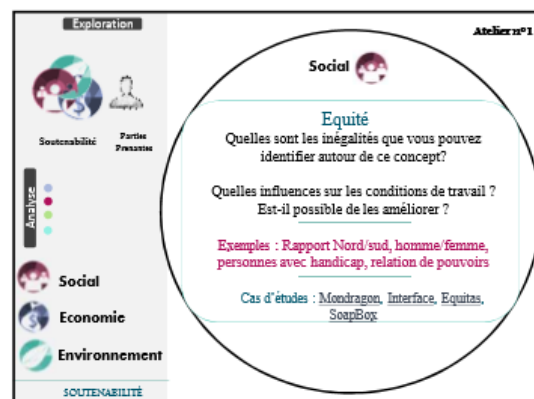 Exploration
Atelier n°1
Social
Soutenabilité
Parties
Prenantes
Equité
Quelles sont les inégalités que vous pouvez
identifier autour de ce concept?
Quelles influences sur les conditions de travail ?
Est-il possible de les améliorer ?
Exemples : Rapport Nord/sud, homme/femme,
personnes avec handicap, relation de pouvoirs
Cas d'études : Mondragon, Interface, Equitas,
SoapBox
Analyse
Social
Economie
Environnement
SOUTENABILITÉ